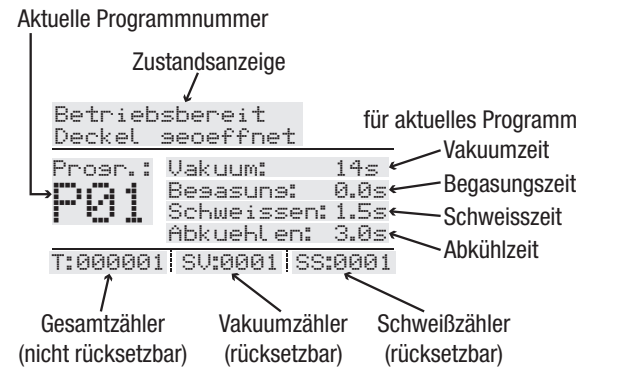 Aktuelle Programmnummer
Zustandsanzeige
Betriebsbereit
Deckel geoeffnet
für aktuelles Programm
Progr.: Vakuum: 14s
Vakuumzeit
P01
Begasung: 0.0s
Begasungszeit
Schweissen: 1.5s
Schweisszeit
Abkuehlen: 3.0s
Abkühlzeit
T:000001 SV:0001 SS:0001
Gesamtzähler Vakuumzähler Schweißzähler
(nicht rücksetzbar) (rücksetzbar) (rücksetzbar)